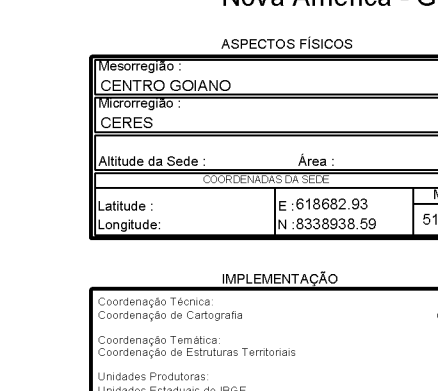 Nova América - G
ASPECTOS FÍSICOS
Mesorregião :
CENTRO GOIANO
Microrregião :
CERES
Altitude da Sede : Área :
COORDENADAS DA SEDE
Latitude : E :618682.93 M
Longitude: N :8338938.59 51
IMPLEMENTAÇÃO
Coordenação Técnica:
Coordenação de Cartografia
Coordenação Temática:
Coordenação de Estruturas Territoriais
Unidades Produtoras:
Unidades Estaduais do IBGE